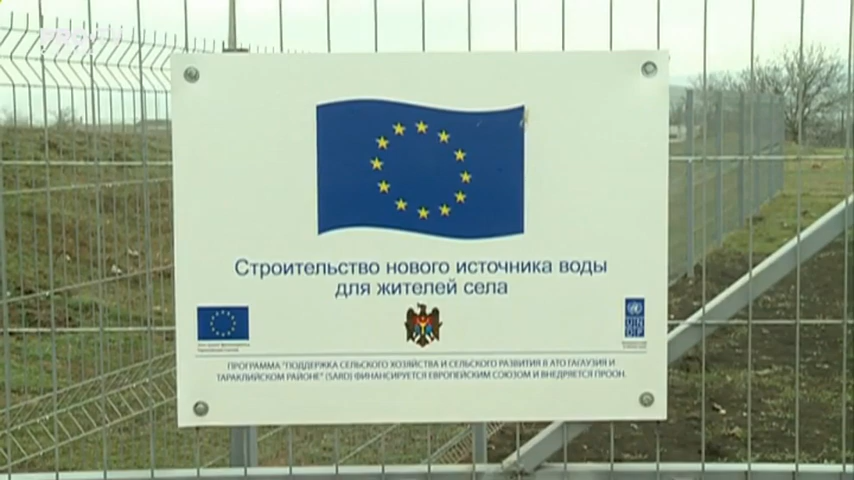 Строительство нового источника воды
для жителей села
U N
D P
ПРОГРАММА "ПОДДЕРЖКА СЕЛЬСКОГО ХОЗЯЙСТВА И СЕЛЬСКОГО РАЗВИТИЯ В АТО ГАГАУЗИЯ И
ТАРАКЛИЙСКОМ РАЙОНЕ" (SARD) ФИНАНСИРУЕТСЯ ЕВРОПЕЙСКИМ СОЮЗОМ И ВНЕДРЯЕТСЯ ПРООН.